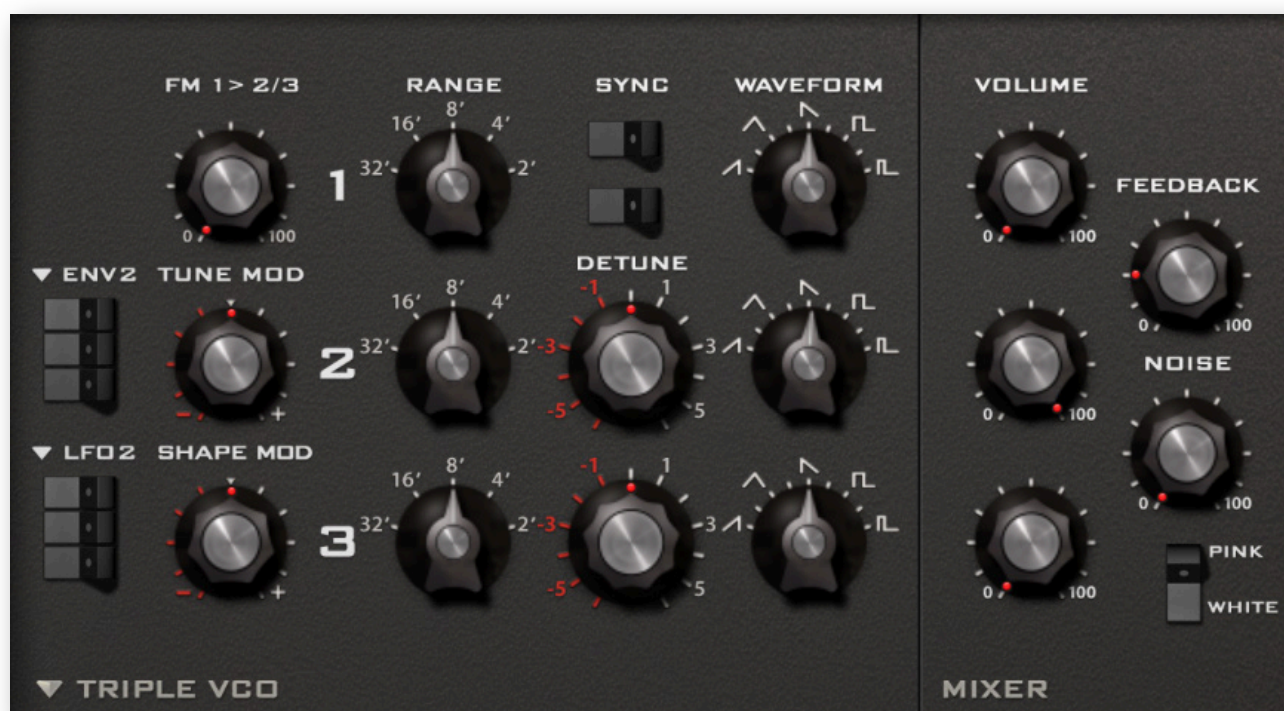 FM 1 > 2/3 RANGE SYNC WAVEFORM VOLUME
32' 16' 8' 4' 2'
1
0 100
0 100
FEEDBACK
0 100
ENV2 TUNE MOD
DETUNE
- +
2
32' 16' 8' 4' 2'
-5 -3 -1 1 3 5
0 100
NOISE
0 100
LFO2 SHAPE MOD
- +
3
32' 16' 8' 4' 2'
-5 -3 -1 1 3 5
0 100
PINK
WHITE
TRIPLE VCO
MIXER